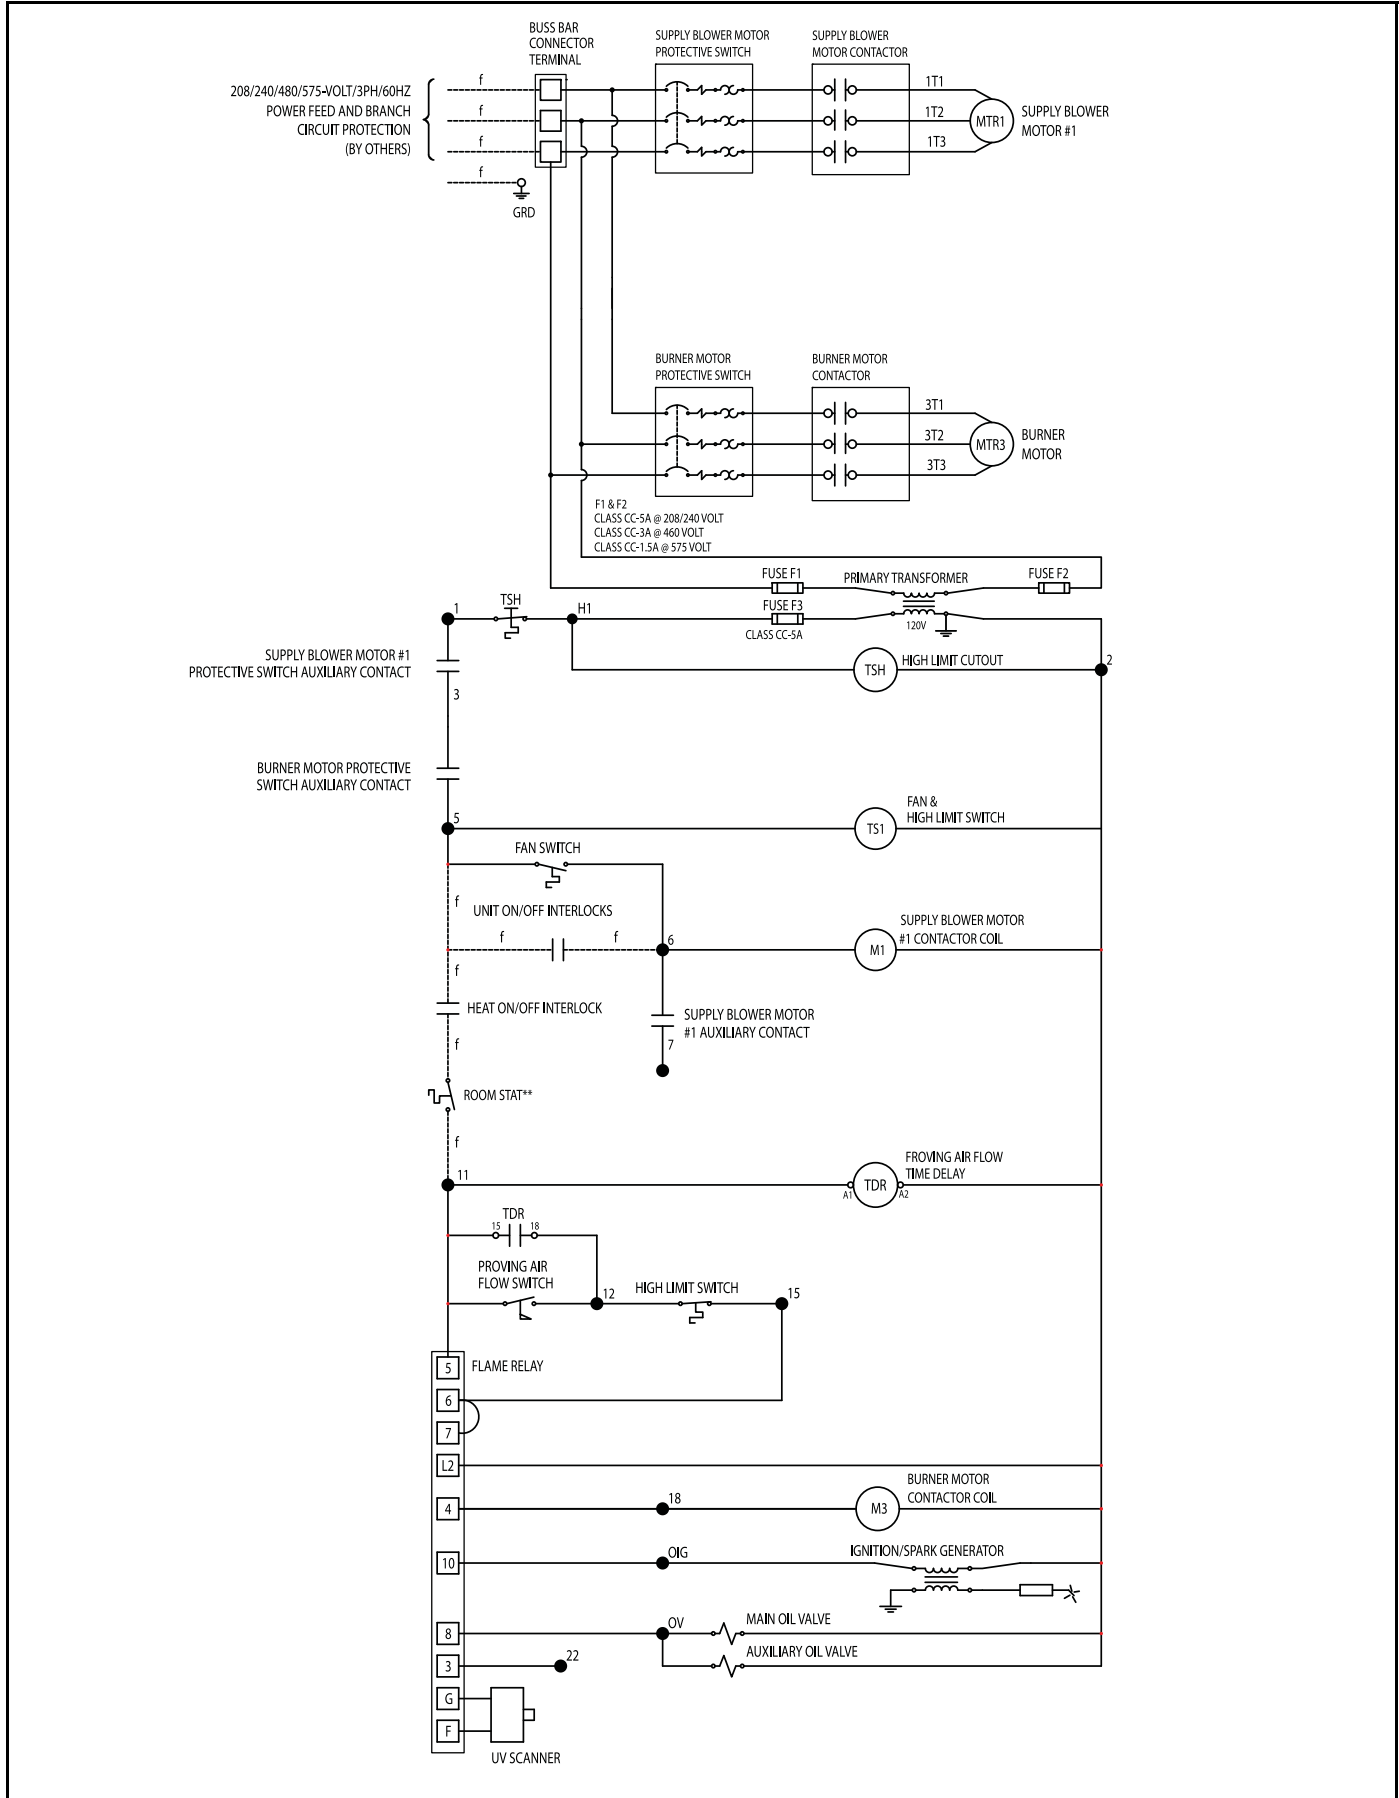 BUSS BAR
CONNECTOR
TERMINAL
SUPPLY BLOWER MOTOR
PROTECTIVE SWITCH
SUPPLY BLOWER
MOTOR CONTACTOR
208/240/480/575-VOLT/3PH/60HZ
POWER FEED AND BRANCH
CIRCUIT PROTECTION
(BY OTHERS)
f
f
f
f
GRD
1T1
1T2
1T3
MTR1
SUPPLY BLOWER
MOTOR #1
BURNER MOTOR
PROTECTIVE SWITCH
BURNER MOTOR
CONTACTOR
3T1
3T2
3T3
MTR3
BURNER
MOTOR
F1 & F2
CLASS CC-5A @ 208/240 VOLT
CLASS CC-3A @ 460 VOLT
CLASS CC-1.5A @ 575 VOLT
FUSE F1
PRIMARY TRANSFORMER
FUSE F2
1
TSH
H1
FUSE F3
CLASS CC-5A
120V
SUPPLY BLOWER MOTOR #1
PROTECTIVE SWITCH AUXILIARY CONTACT
TSH
HIGH LIMIT CUTOUT
2
3
BURNER MOTOR PROTECTIVE
SWITCH AUXILIARY CONTACT
5
TS1
FAN &
HIGH LIMIT SWITCH
FAN SWITCH
f
UNIT ON/OFF INTERLOCKS
f
f
6
M1
SUPPLY BLOWER MOTOR
#1 CONTACTOR COIL
f
HEAT ON/OFF INTERLOCK
SUPPLY BLOWER MOTOR
#1 AUXILIARY CONTACT
f
7
ROOM STAT**
f
11
A1
TDR
A2
FROVING AIR FLOW
TIME DELAY
TDR
15
18
PROVING AIR
FLOW SWITCH
12
HIGH LIMIT SWITCH
15
5
FLAME RELAY
6
7
L2
4
18
M3
BURNER MOTOR
CONTACTOR COIL
10
OIG
IGNITION/SPARK GENERATOR
8
OV
MAIN OIL VALVE
3
22
AUXILIARY OIL VALVE
G
F
UV SCANNER